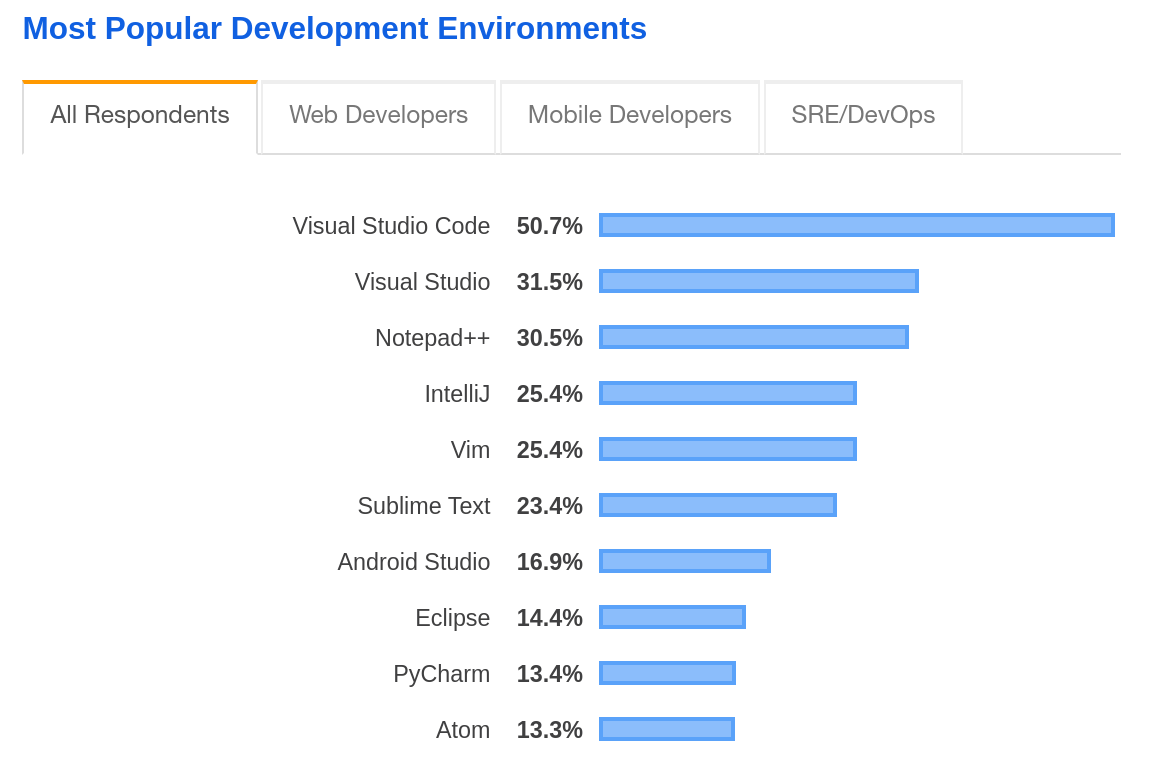 Most Popular Development Environments
All Respondents Web Developers Mobile Developers SRE/DevOps
Visual Studio Code 50.7%
Visual Studio 31.5%
Notepad++ 30.5%
IntelliJ 25.4%
Vim 25.4%
Sublime Text 23.4%
Android Studio 16.9%
Eclipse 14.4%
PyCharm 13.4%
Atom 13.3%